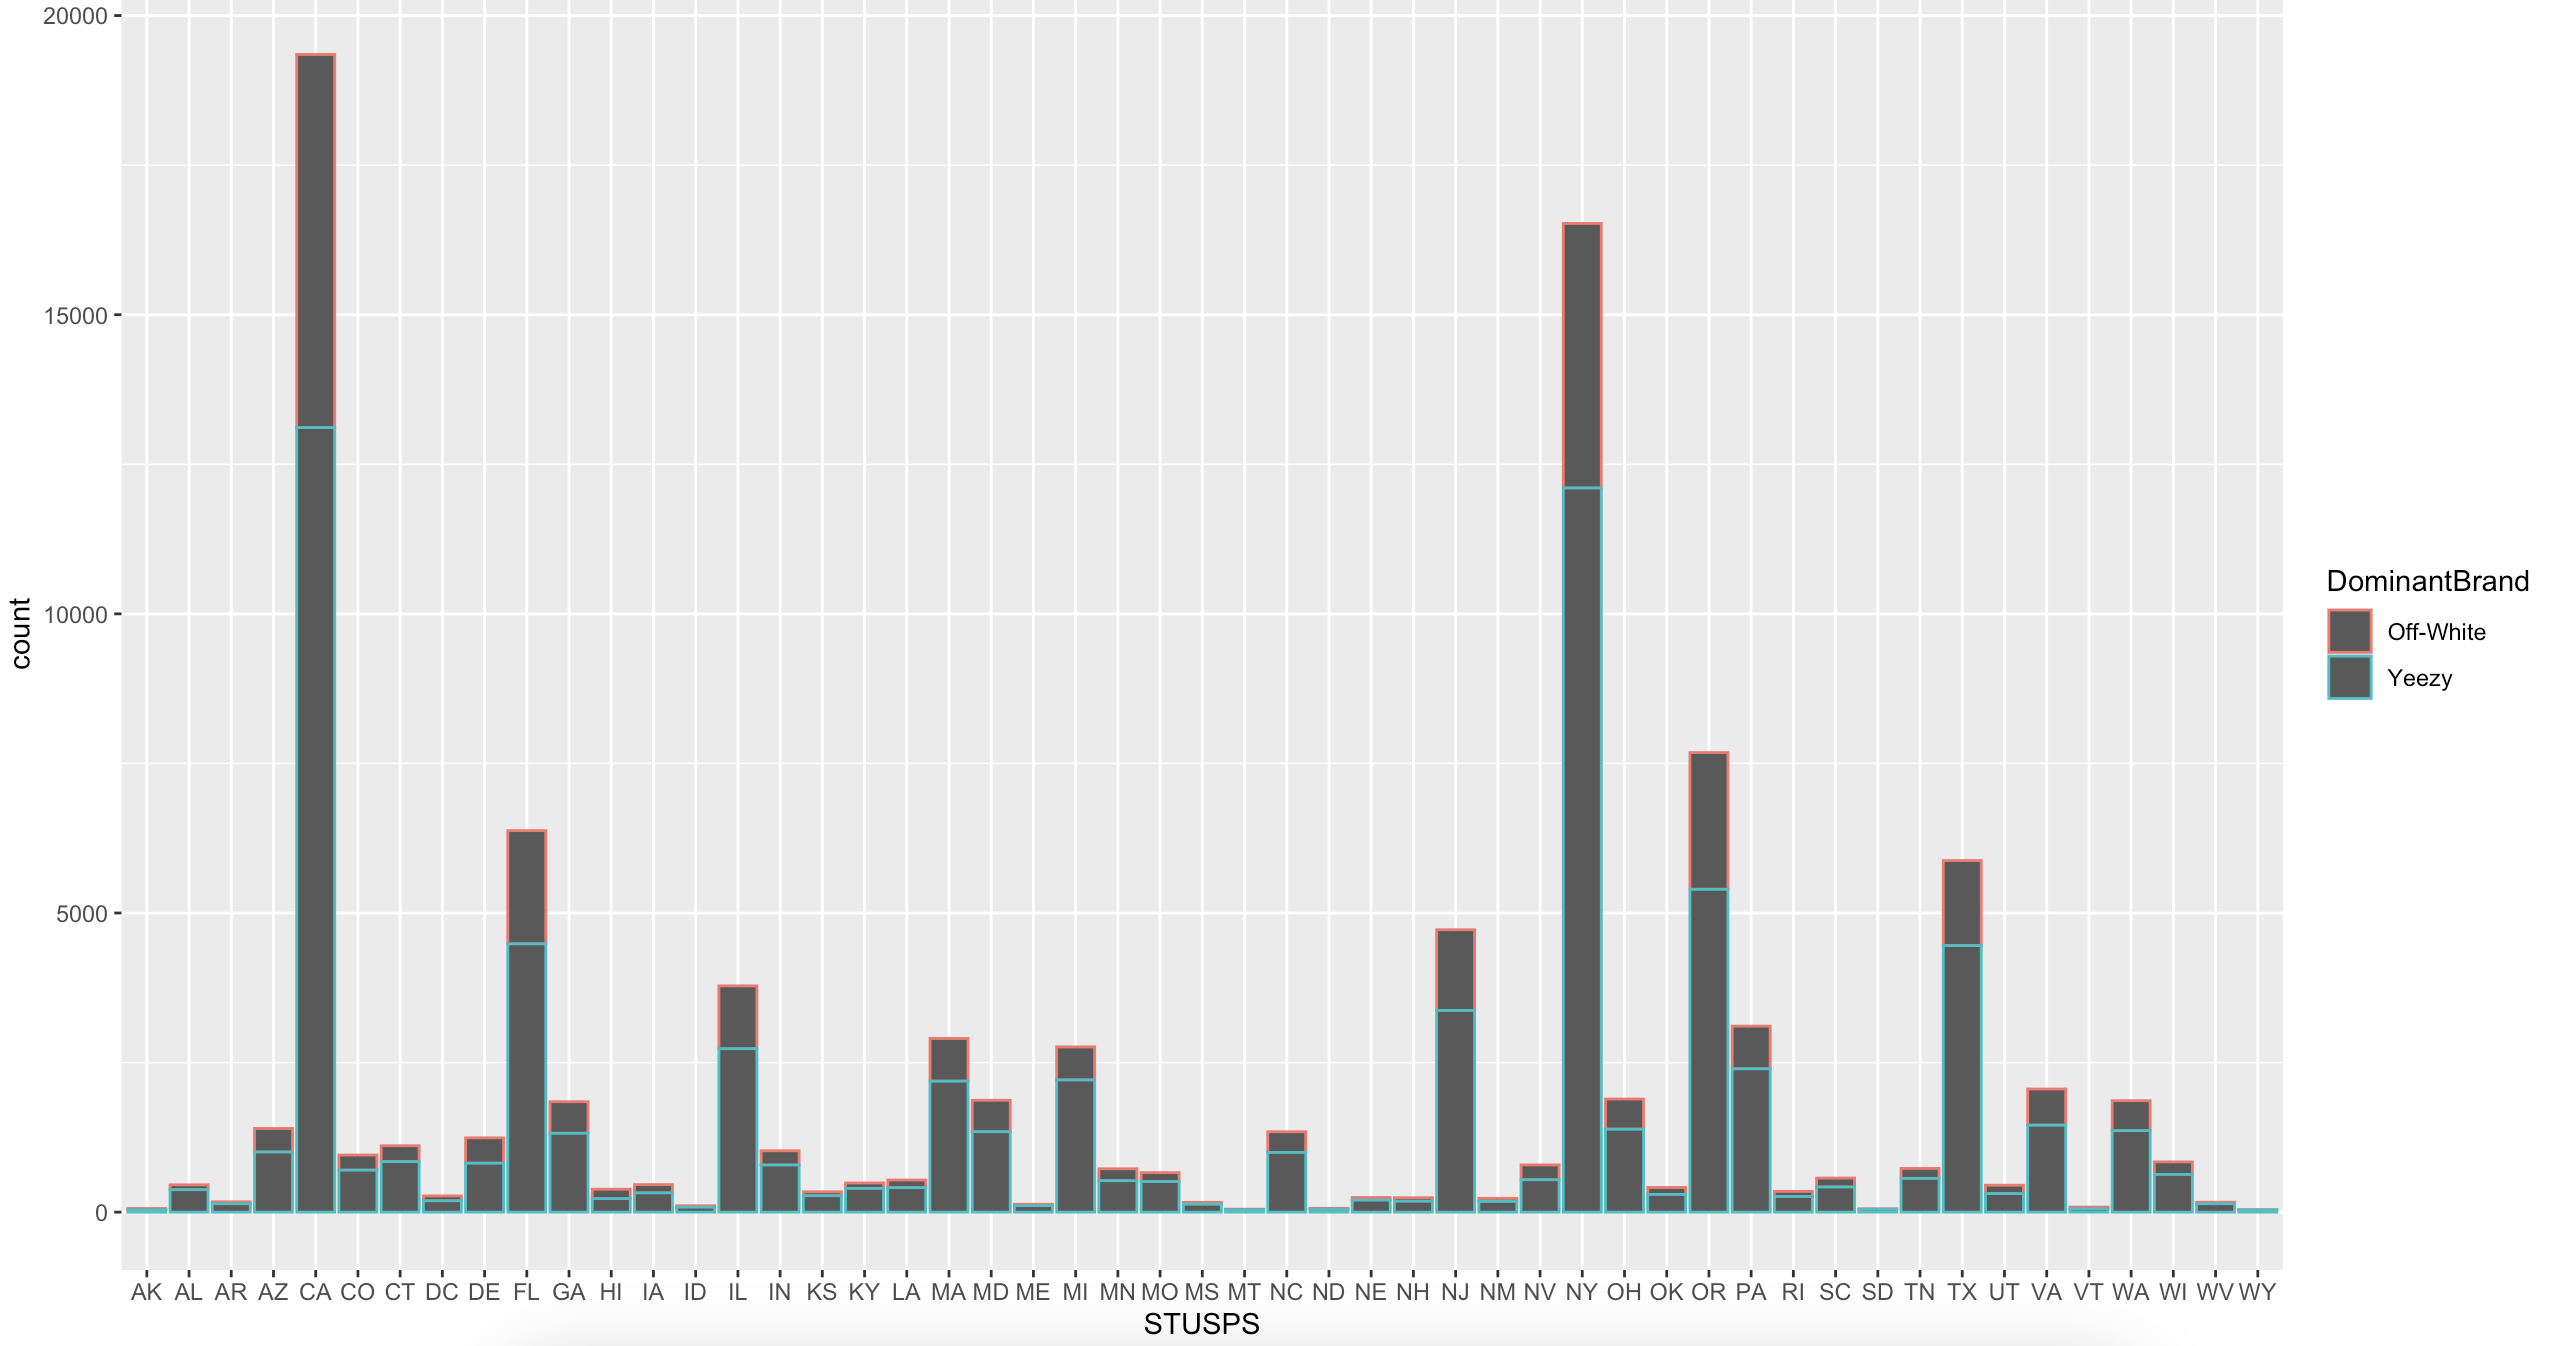 20000
15000
10000
5000
0
count
AK AL AR AZ CA CO CT DC DE FL GA HI IA ID IL IN KS KY LA MA MD ME MI MN MO MS MT NC ND NE NH NJ NM NV NY OH OK OR PA RI SC SD TN TX UT VA VT WA WI WV WY
STUSPS
DominantBrand
Off-White
Yeezy